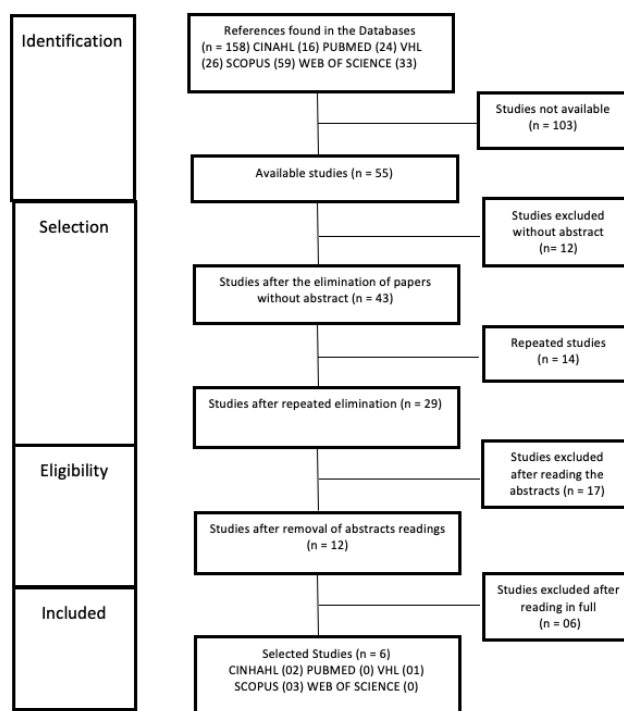 Identification
References found in the Databases
(n = 158) CINAHL (16) PUBMED (24) VHL
(26) SCOPUS (59) WEB OF SCIENCE (33)
Studies not available
(n = 103)
Available studies (n = 55)
Selection
Studies excluded
without abstract
(n= 12)
Studies after the elimination of papers
without abstract (n = 43)
Repeated studies
(n = 14)
Studies after repeated elimination (n = 29)
Eligibility
Studies excluded
after reading the
abstracts (n = 17)
Studies after removal of abstracts readings
(n = 12)
Included
Studies excluded after
reading in full
(n = 06)
Selected Studies (n = 6)
CINHAHL (02) PUBMED (0) VHL (01)
SCOPUS (03) WEB OF SCIENCE (0)